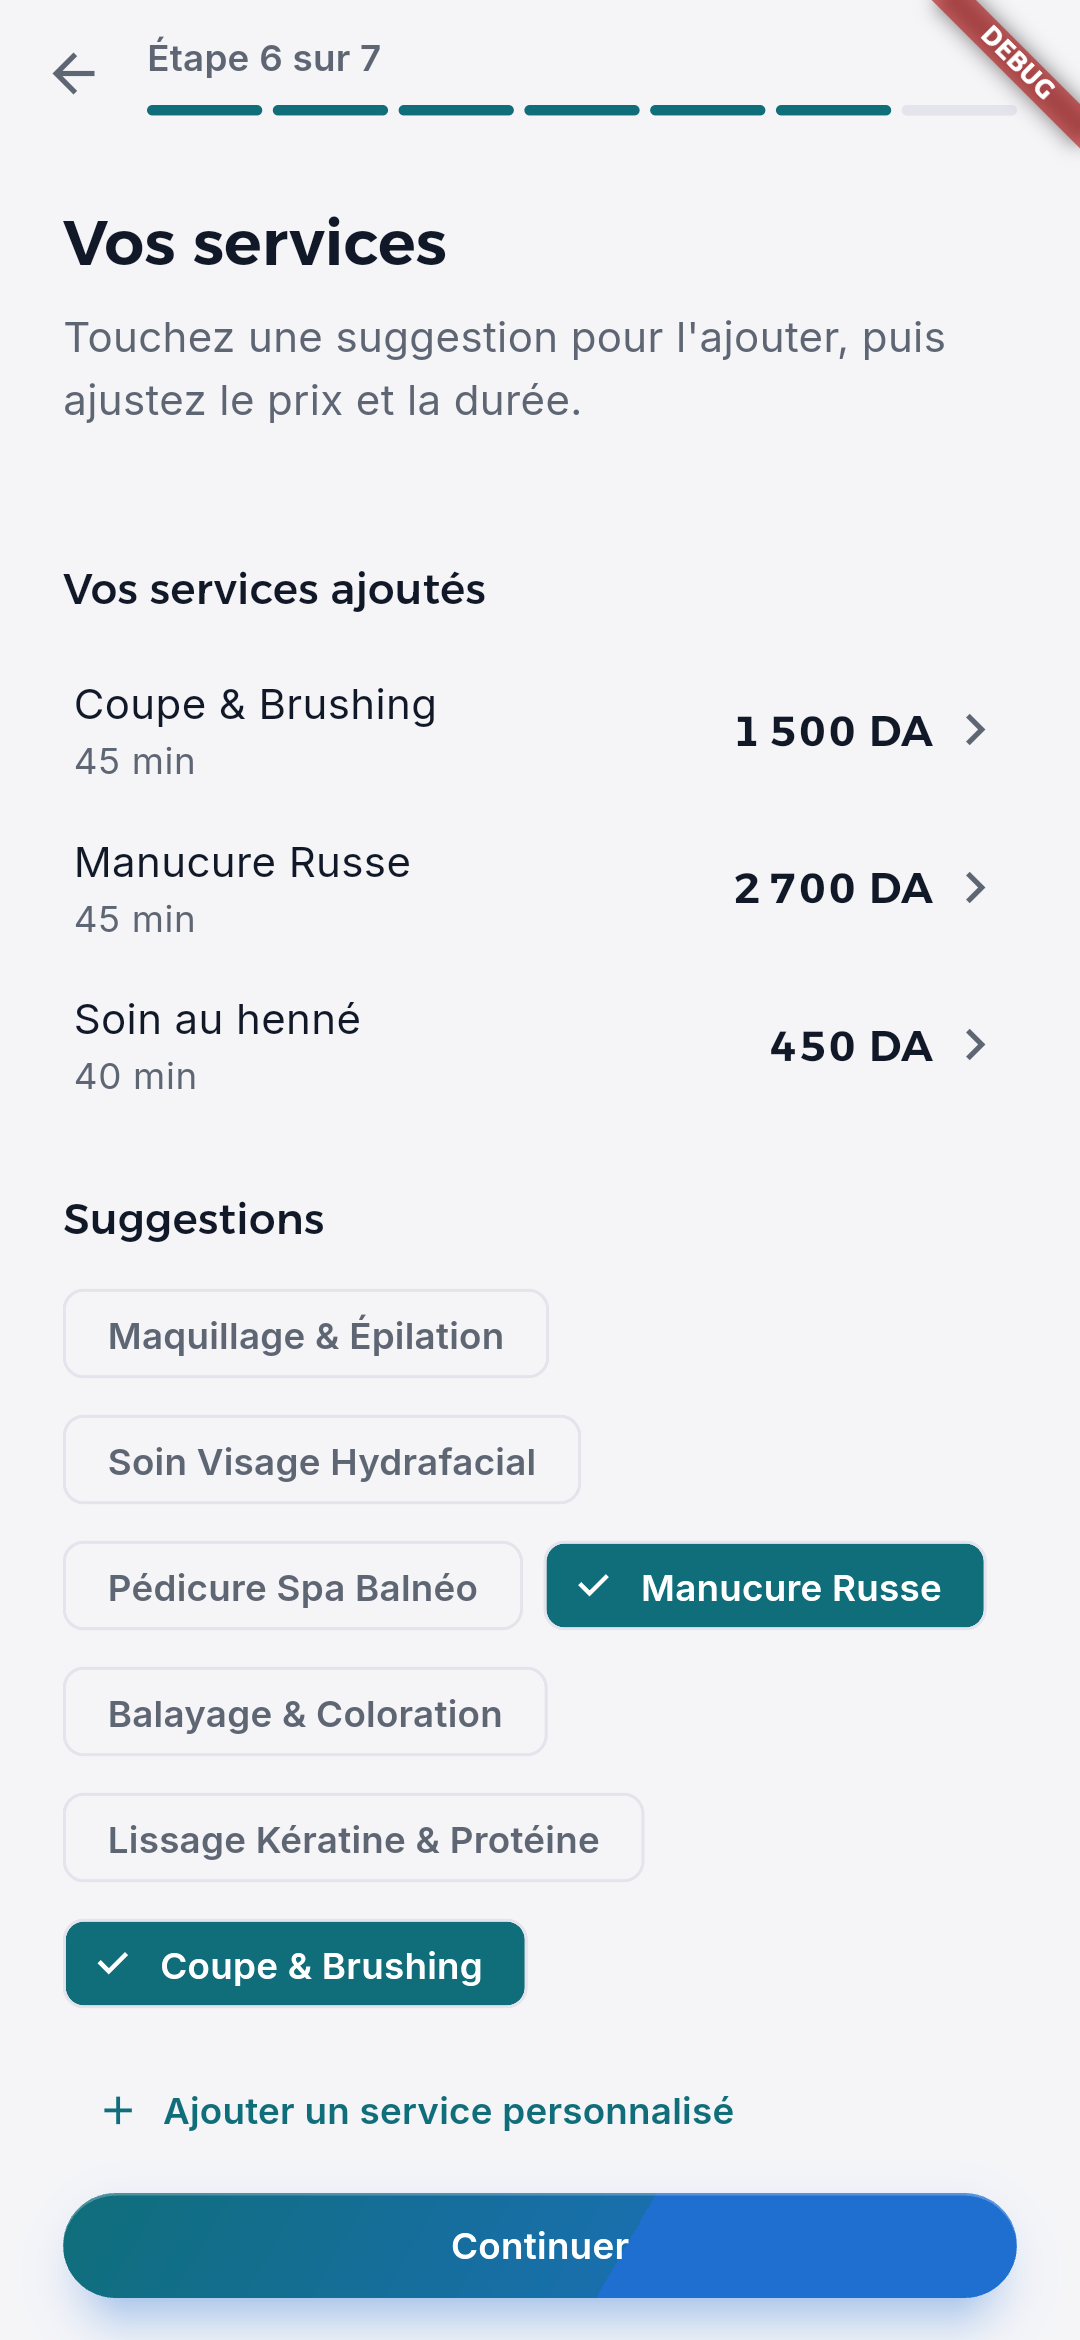 Étape 6 sur 7
DEBUG
Vos services
Touchez une suggestion pour l'ajouter, puis
ajustez le prix et la durée.
Vos services ajoutés
Coupe & Brushing
45 min
1 500 DA
Manucure Russe
45 min
2 700 DA
Soin au henné
40 min
450 DA
Suggestions
Maquillage & Épilation
Soin Visage Hydrafacial
Pédicure Spa Balnéo
Manucure Russe
Balayage & Coloration
Lissage Kératine & Protéine
Coupe & Brushing
+ Ajouter un service personnalisé
Continuer